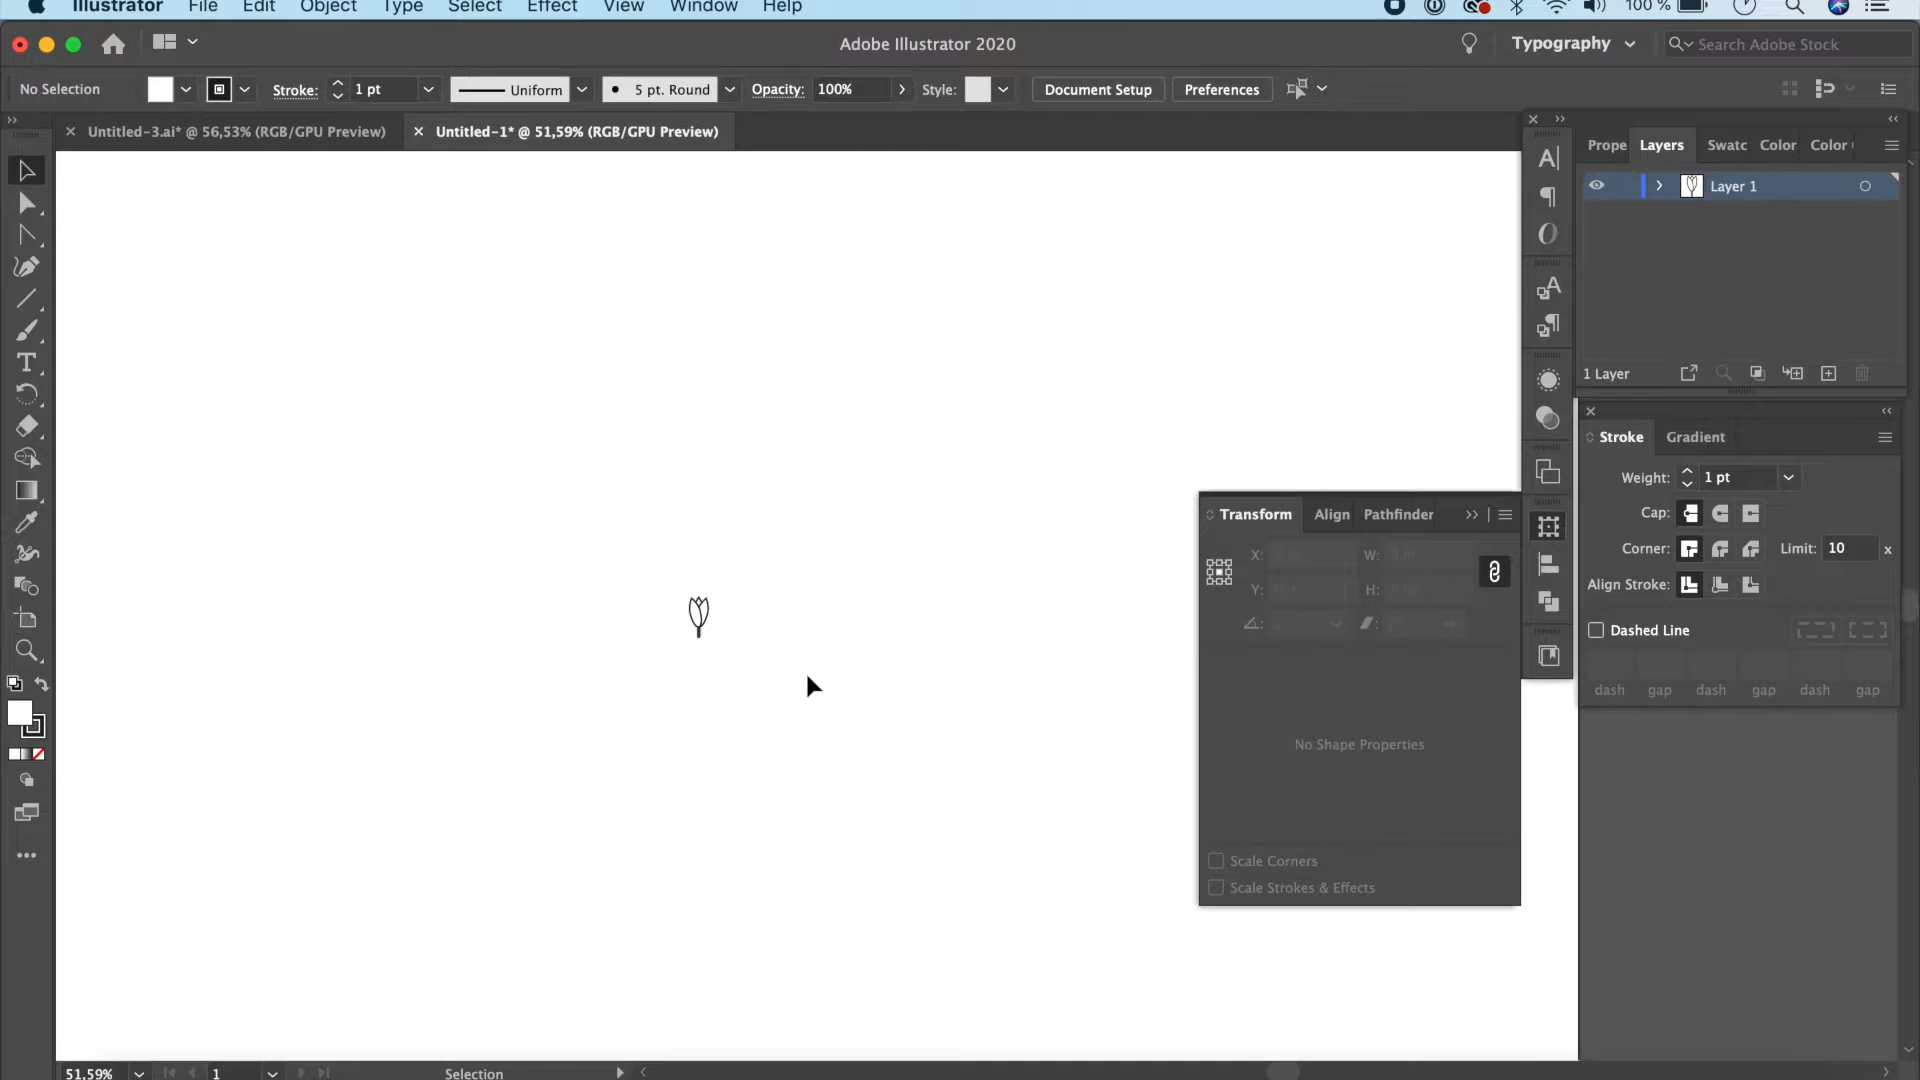 Illustrator File Edit Object Type Select Effect View Window Help
100 %
Adobe Illustrator 2020
Typography
Search Adobe Stock
No Selection
Stroke: 1 pt
Uniform
5 pt. Round
Opacity: 100%
Style:
Document Setup
Preferences
Untitled-3.ai* @ 56,53% (RGB/GPU Preview)
Untitled-1* @ 51,59% (RGB/GPU Preview)
Prope Layers Swatc Color Color
Layer 1
1 Layer
Stroke Gradient
Weight: 1 pt
Cap:
Corner: Limit: 10 x
Align Stroke:
Dashed Line
dash gap dash gap dash gap
Transform Align Pathfinder
X: W:
Y: H:
No Shape Properties
Scale Corners
Scale Strokes & Effects
51,59% 1 Selection